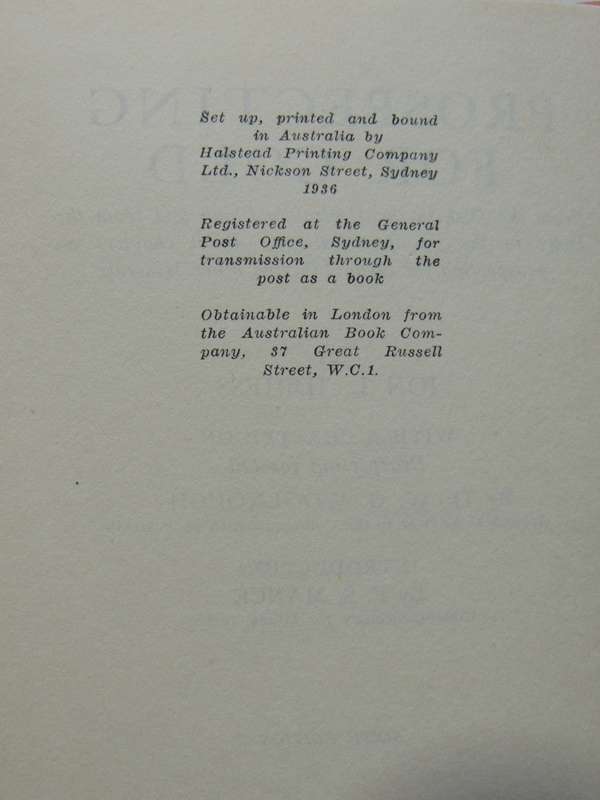 Set up, printed and bound
in Australia by
Halstead Printing Company
Ltd., Nickson Street, Sydney
1936
Registered at the General
Post Office, Sydney, for
transmission through the
post as a book
Obtainable in London from
the Australian Book Com-
pany, 37 Great Russell
Street, W.C.1.